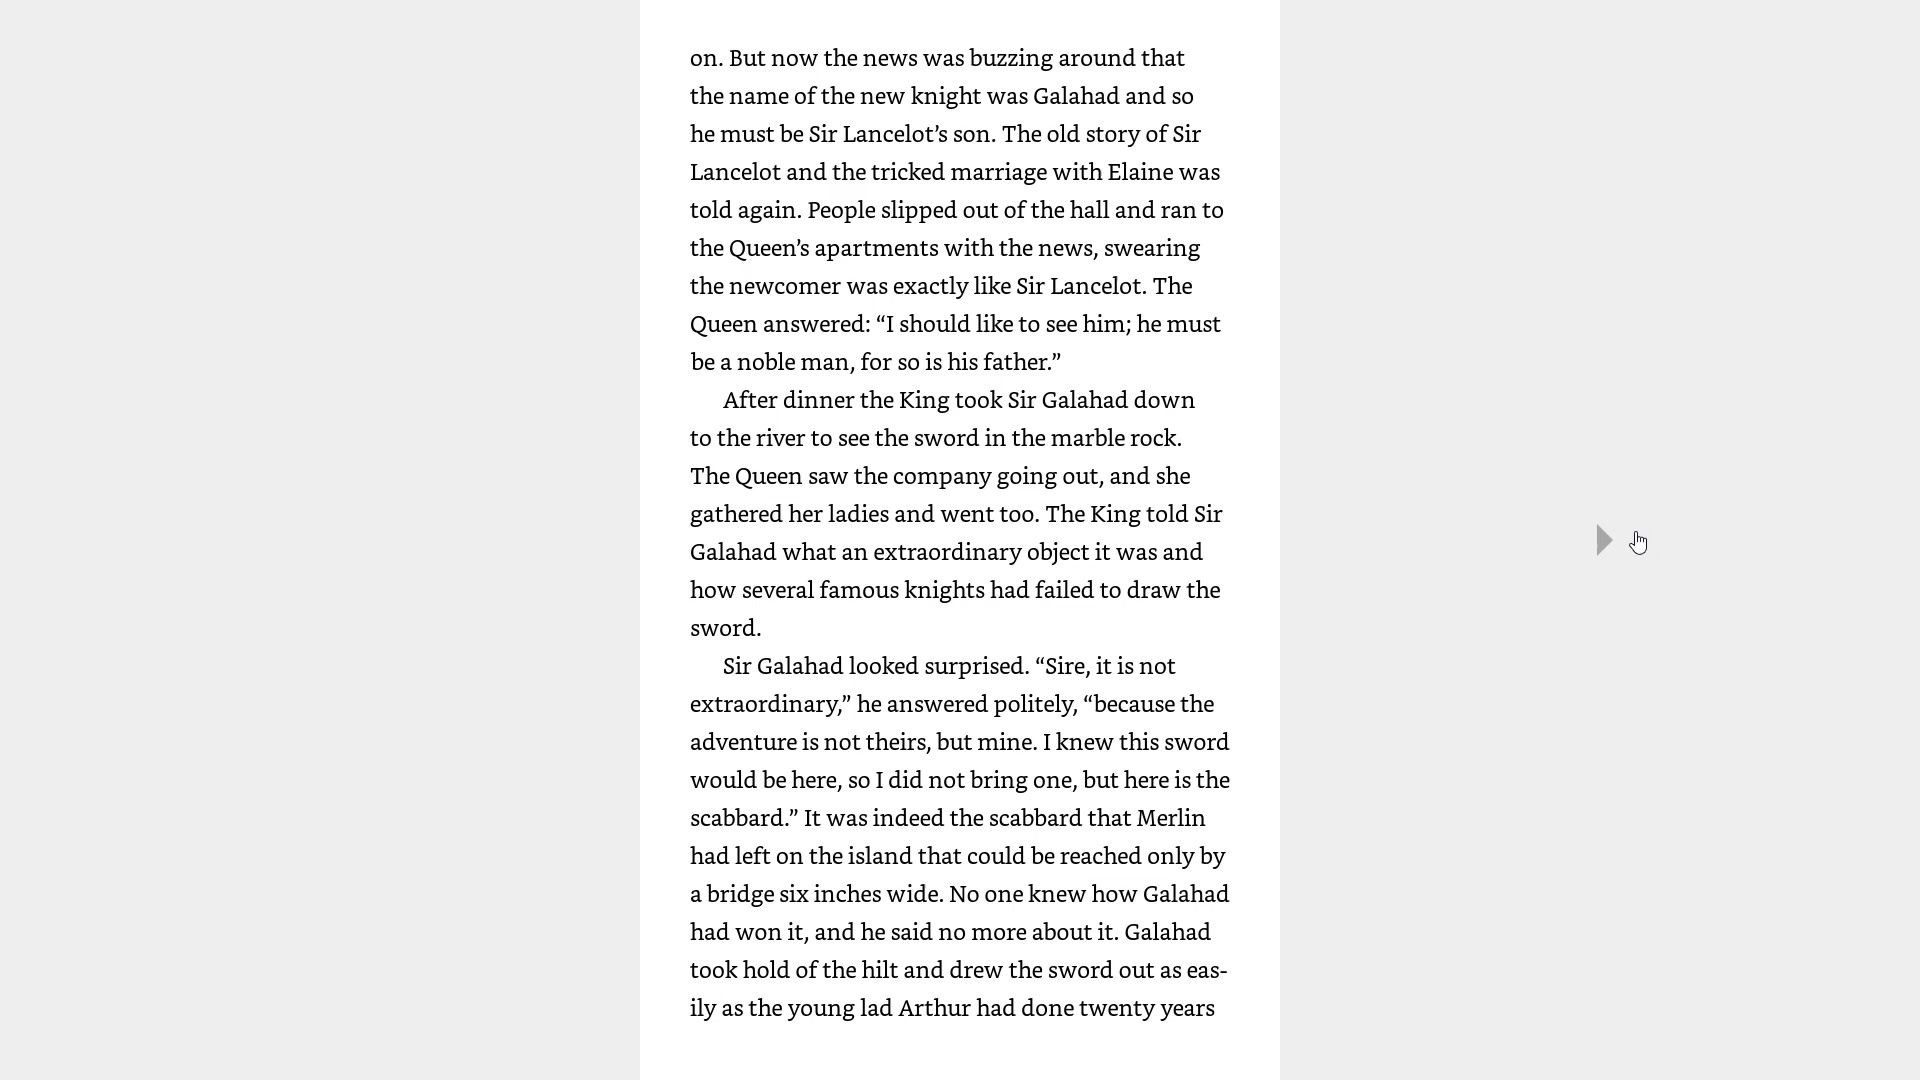 on. But now the news was buzzing around that
the name of the new knight was Galahad and so
he must be Sir Lancelot’s son. The old story of Sir
Lancelot and the tricked marriage with Elaine was
told again. People slipped out of the hall and ran to
the Queen’s apartments with the news, swearing
the newcomer was exactly like Sir Lancelot. The
Queen answered: “I should like to see him; he must
be a noble man, for so is his father.”
After dinner the King took Sir Galahad down
to the river to see the sword in the marble rock.
The Queen saw the company going out, and she
gathered her ladies and went too. The King told Sir
Galahad what an extraordinary object it was and
how several famous knights had failed to draw the
sword.
Sir Galahad looked surprised. “Sire, it is not
extraordinary,” he answered politely, “because the
adventure is not theirs, but mine. I knew this sword
would be here, so I did not bring one, but here is the
scabbard.” It was indeed the scabbard that Merlin
had left on the island that could be reached only by
a bridge six inches wide. No one knew how Galahad
had won it, and he said no more about it. Galahad
took hold of the hilt and drew the sword out as eas-
ily as the young lad Arthur had done twenty years